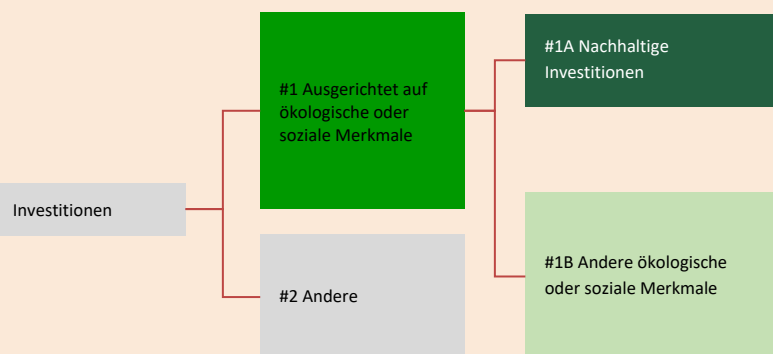 Investitionen
#1 Ausgerichtet auf
ökologische oder
soziale Merkmale
#2 Andere
#1A Nachhaltige
Investitionen
#1B Andere ökologische
oder soziale Merkmale